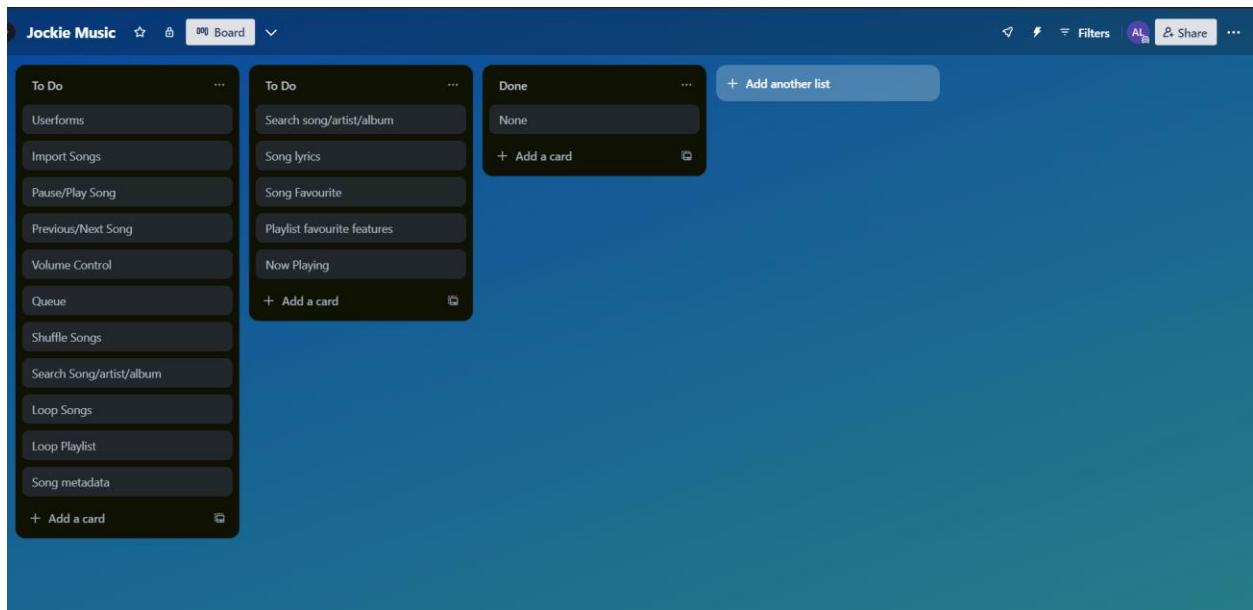 Jockie Music
Board
Filters
AL
Share
To Do
Userforms
Import Songs
Pause/Play Song
Previous/Next Song
Volume Control
Queue
Shuffle Songs
Search Song/artist/album
Loop Songs
Loop Playlist
Song metadata
+ Add a card
To Do
Search song/artist/album
Song lyrics
Song Favourite
Playlist favourite features
Now Playing
+ Add a card
Done
None
+ Add a card
+ Add another list